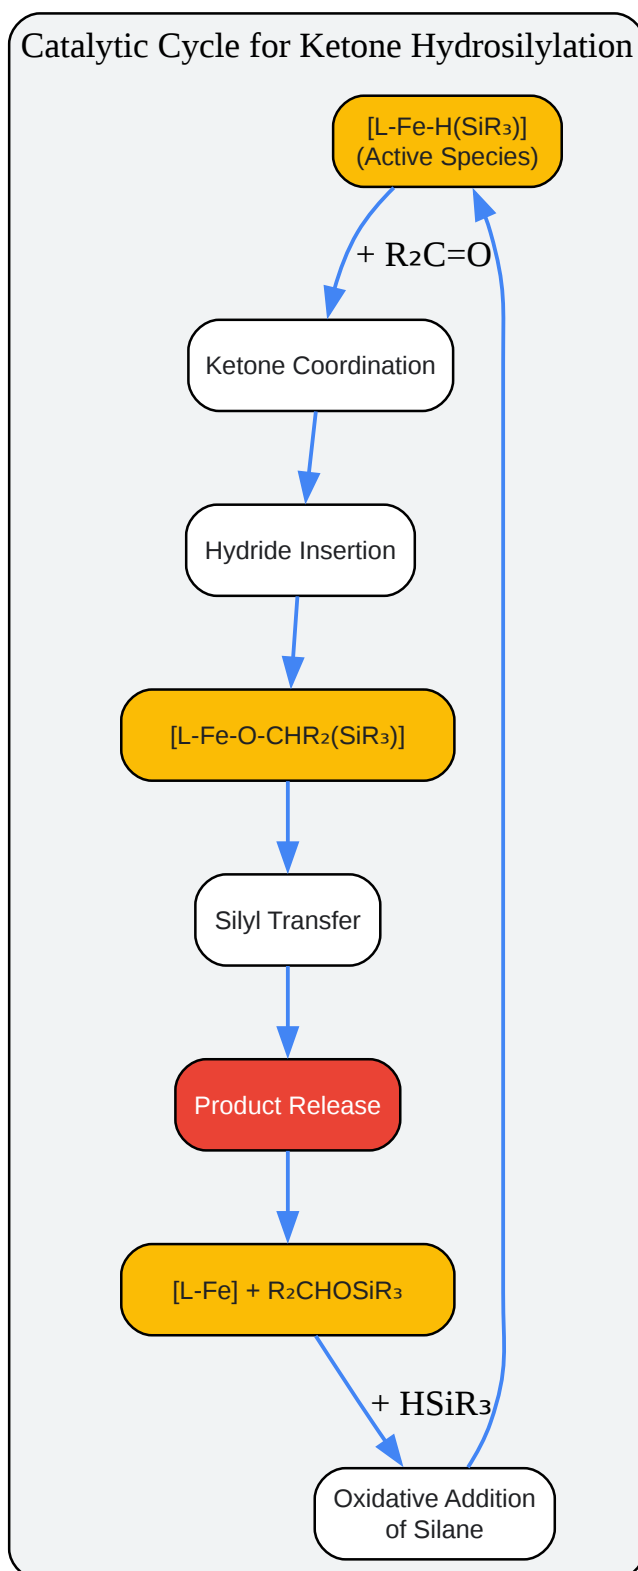 Catalytic Cycle for Ketone Hydrosilylation
[L-Fe-H(SiR₃)]
(Active Species)
+ R₂C=O
Ketone Coordination
Hydride Insertion
[L-Fe-O-CHR₂(SiR₃)]
Silyl Transfer
Product Release
[L-Fe] + R₂CHOSiR₃
+ HSiR₃
Oxidative Addition
of Silane